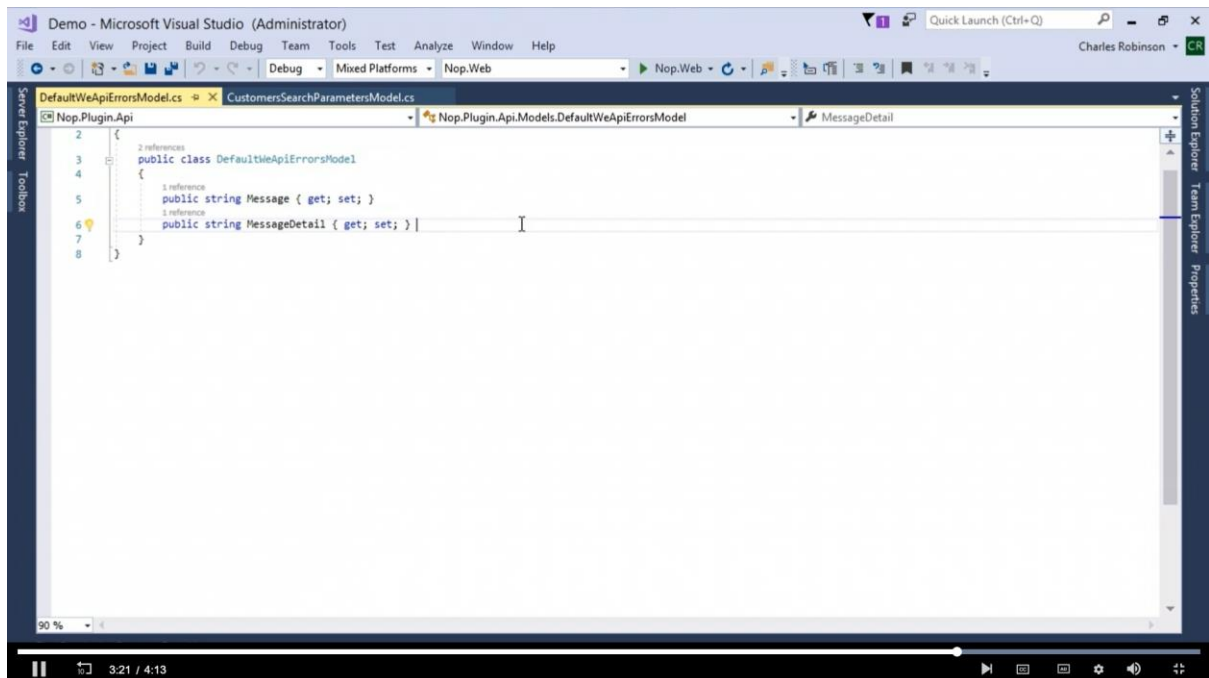 Demo - Microsoft Visual Studio (Administrator)
1
Quick Launch (Ctrl+Q)
File Edit View Project Build Debug Team Tools Test Analyze Window Help
Charles Robinson CR
Debug Mixed Platforms Nop.Web Nop.Web
Server Explorer
Toolbox
DefaultWeApiErrorsModel.cs CustomersSearchParametersModel.cs
Nop.Plugin.Api Nop.Plugin.Api.Models.DefaultWeApiErrorsModel MessageDetail
2 {
2 references
3 public class DefaultWeApiErrorsModel
4 {
1 reference
5 public string Message { get; set; }
1 reference
6 public string MessageDetail { get; set; }
7 }
8 }
Solution Explorer
Team Explorer
Properties
90 %
10 3:21 / 4:13
CC